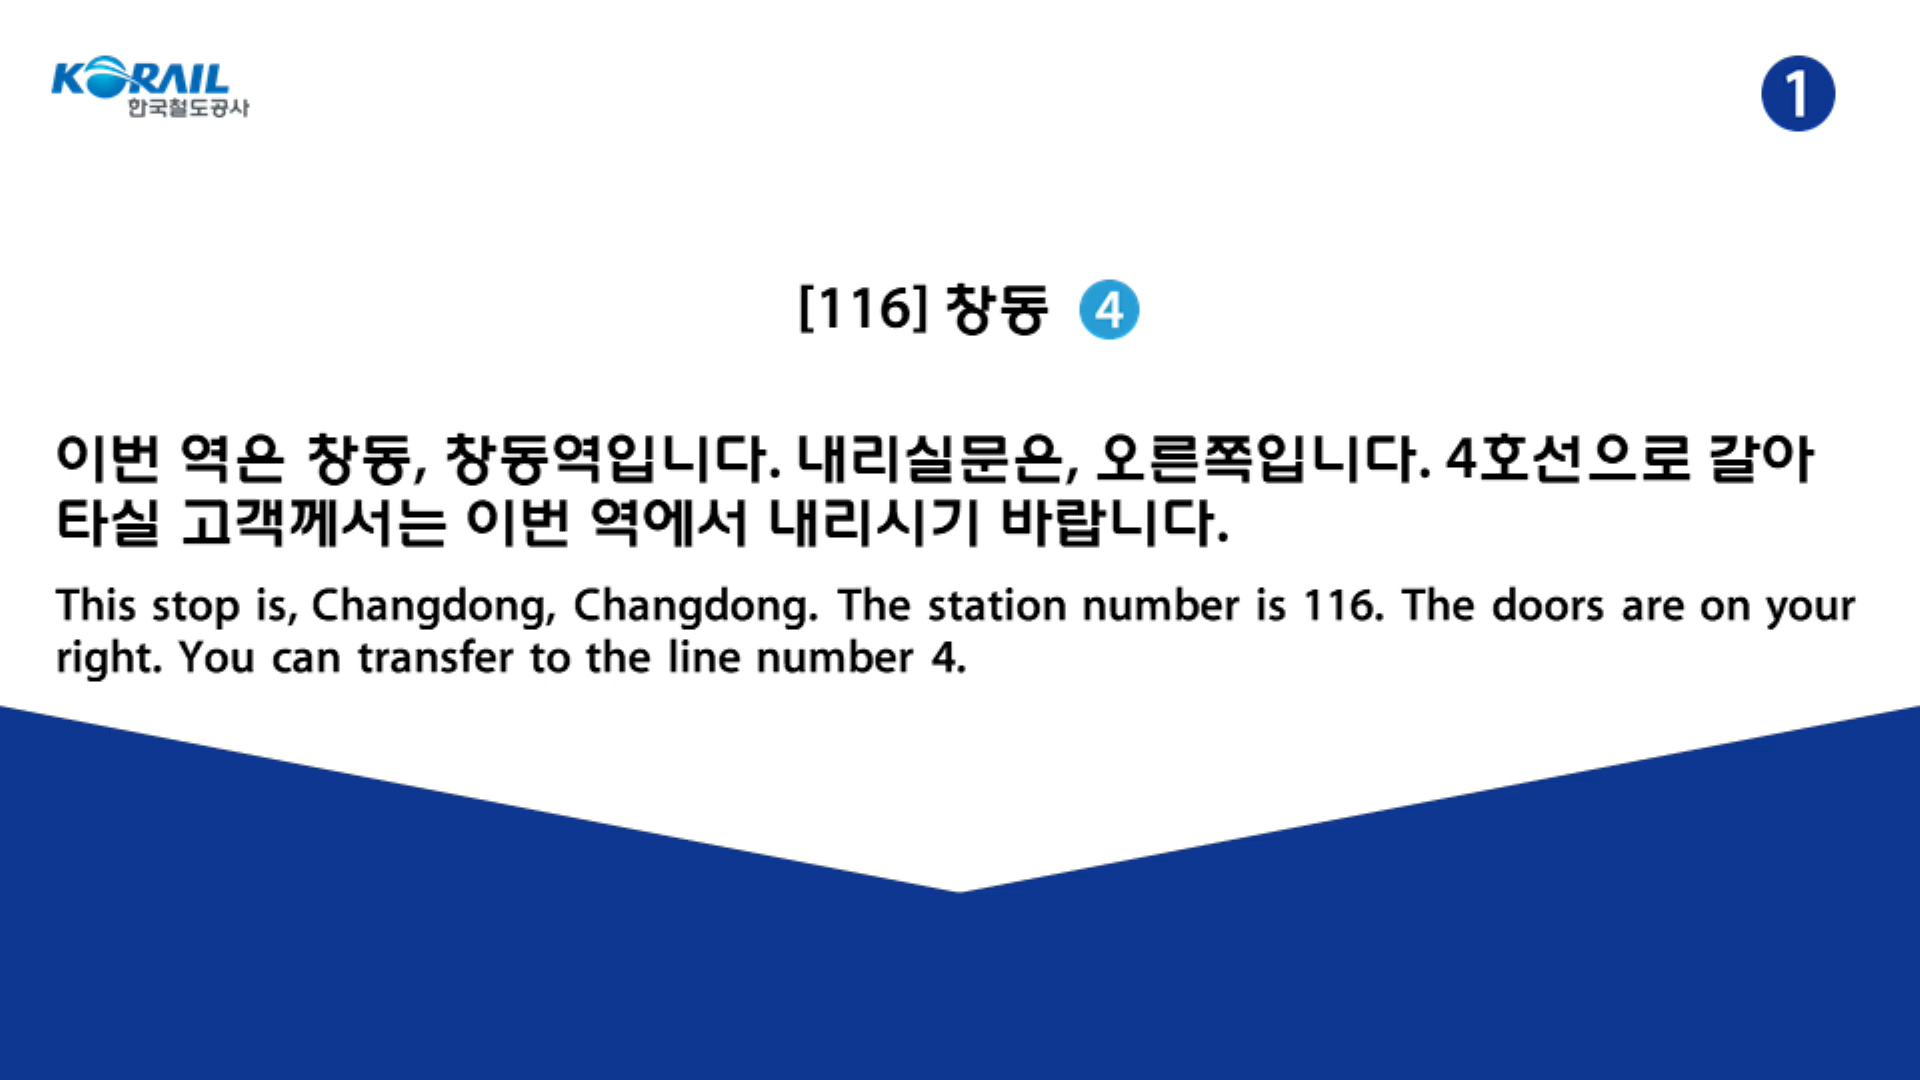 KORAIL
한국철도공사
1
[116] 창동 4
이번 역은 창동, 창동역입니다. 내리실문은, 오른쪽입니다. 4호선으로 갈아
타실 고객께서는 이번 역에서 내리시기 바랍니다.
This stop is, Changdong, Changdong. The station number is 116. The doors are on your
right. You can transfer to the line number 4.